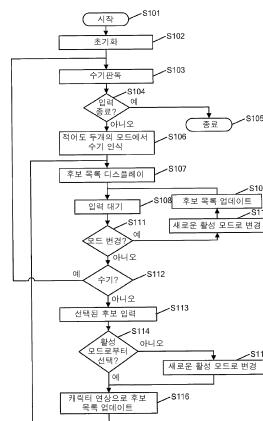 시작
S101
초기화
S102
수기판독
S103
입력
종료?
S104
예
아니오
종료
S105
적어도 두개의 모드에서
수기 인식
S106
후보 목록 디스플레이
S107
입력 대기
S108
후보 목록 업데이트
모드 변경?
S111
예
새로운 활성 모드로 변경
아니오
수기?
S112
예
아니오
선택된 후보 입력
S113
활성
모드로부터
선택?
S114
아니오
예
새로운 활성 모드로 변경
캐릭터 연상으로 후보
목록 업데이트
S116